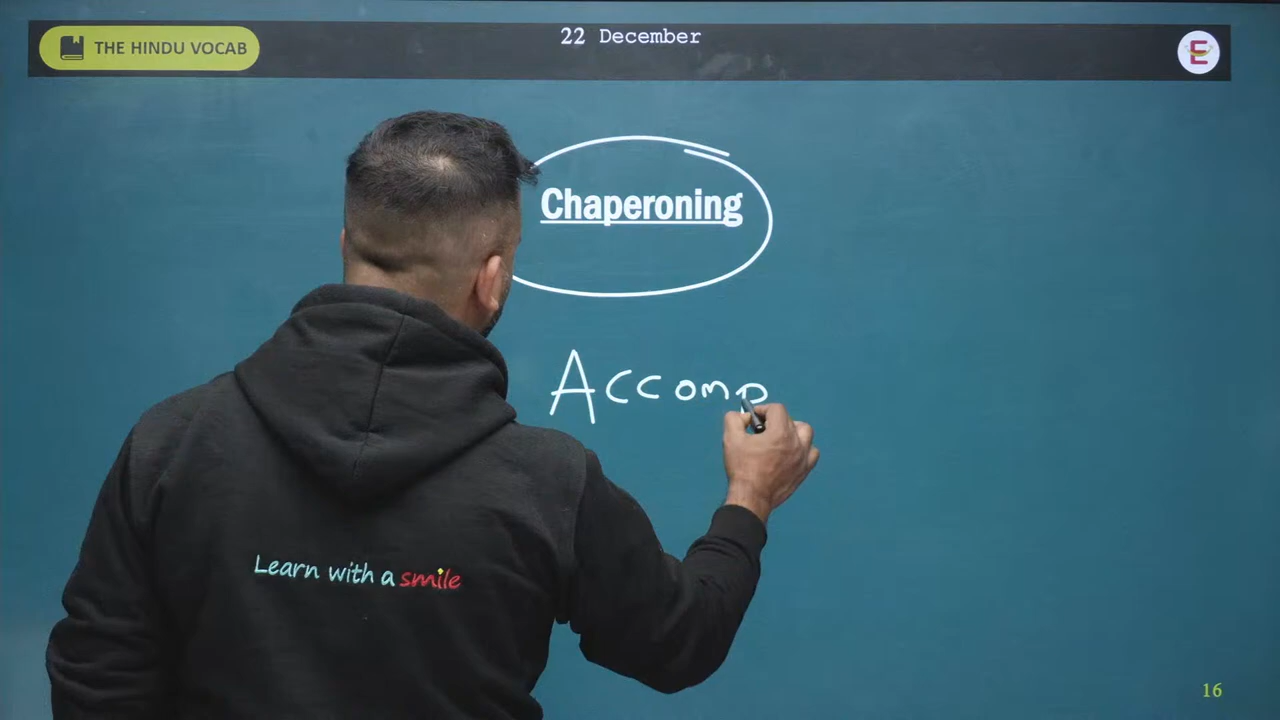 THE HINDU VOCAB
22 December
E
Chaperoning
Accomp
Learn with a smile
16